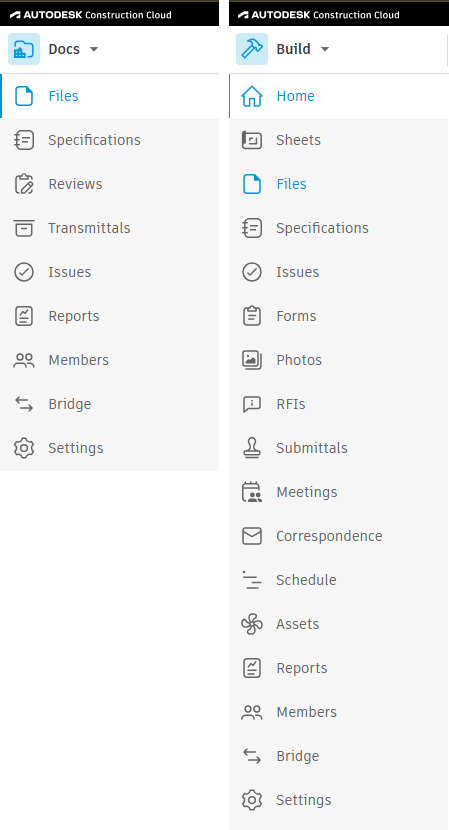 AUTODESK Construction Cloud
Docs
Files
Specifications
Reviews
Transmittals
Issues
Reports
Members
Bridge
Settings
AUTODESK Construction Cloud
Build
Home
Sheets
Files
Specifications
Issues
Forms
Photos
RFIs
Submittals
Meetings
Correspondence
Schedule
Assets
Reports
Members
Bridge
Settings